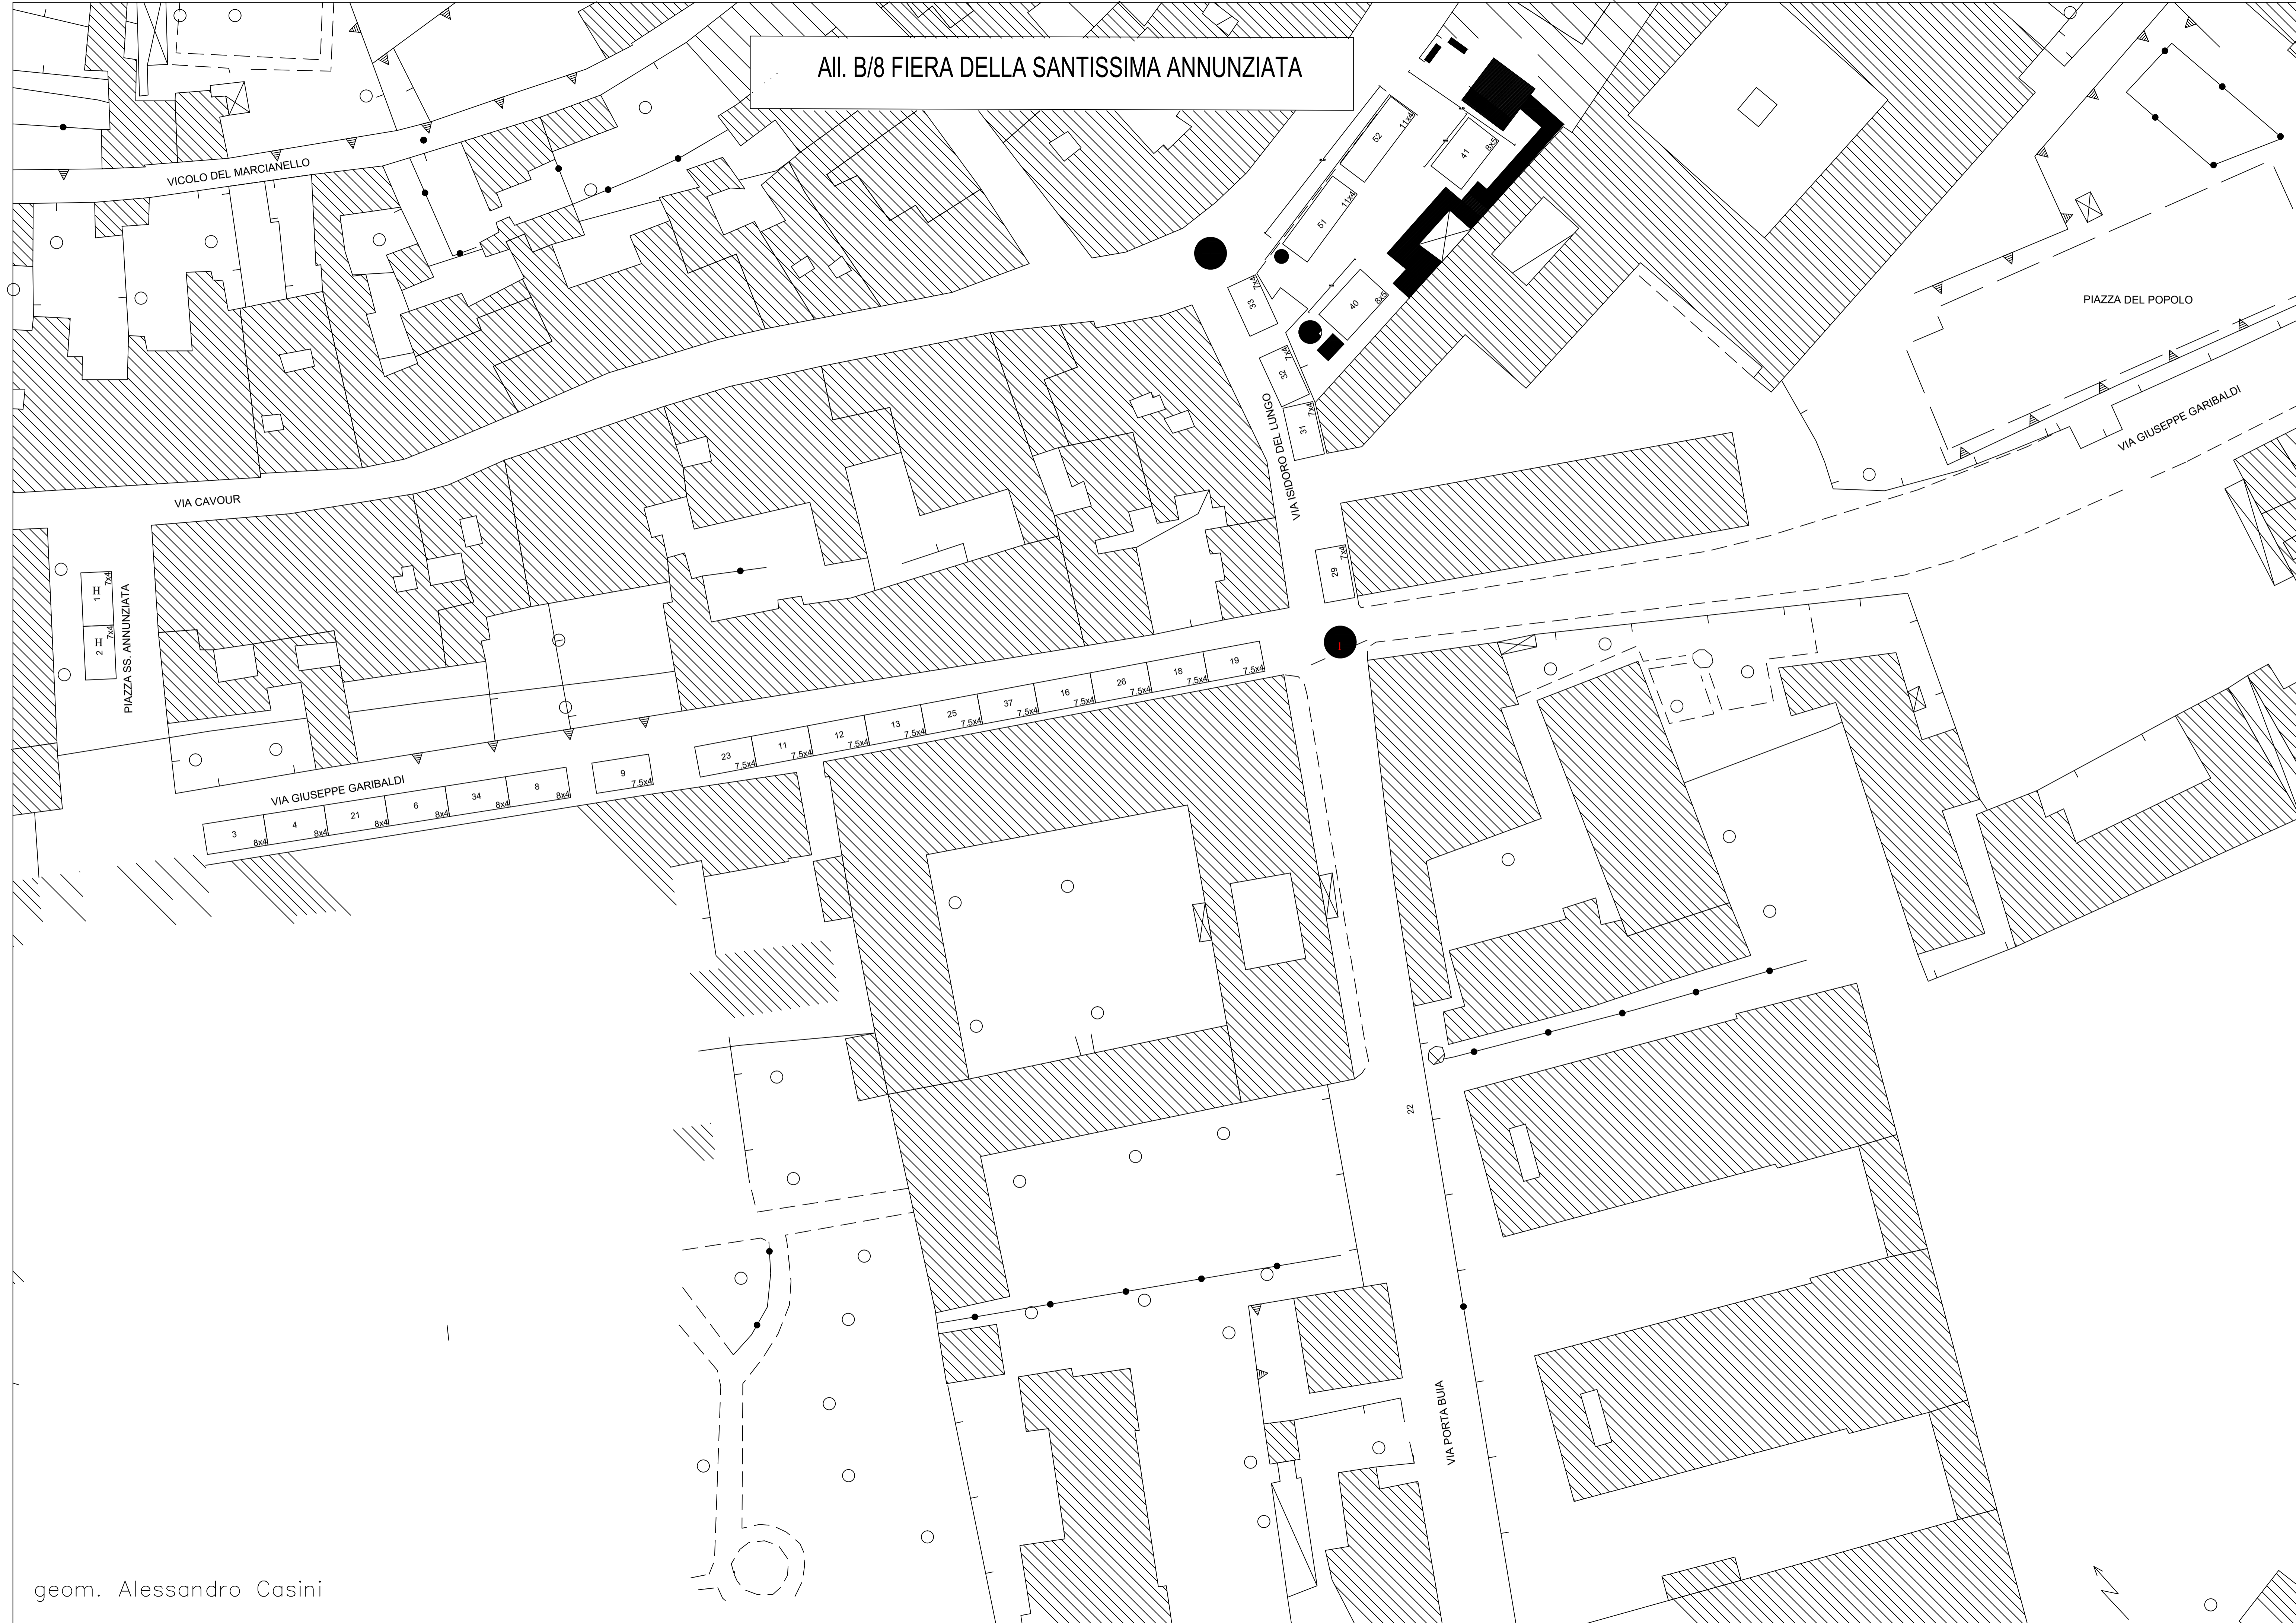 All. B/8 FIERA DELLA SANTISSIMA ANNUNZIATA
VICOLO DEL MARCIANELLO
52
11x4
41
8x5
51
11x4
33
7x4
40
8x5
PIAZZA DEL POPOLO
32
7x4
31
7x4
VIA ISIDORO DEL LUNGO
VIA GIUSEPPE GARIBALDI
VIA CAVOUR
29
7x4
H
1
7x4
H
2
7x4
PIAZZA SS. ANNUNZIATA
19
7.5x4
18
7.5x4
26
7.5x4
16
7.5x4
37
7.5x4
25
7.5x4
13
7.5x4
12
7.5x4
11
7.5x4
23
7.5x4
9
7.5x4
8
8x4
34
8x4
6
8x4
21
8x4
4
8x4
3
8x4
VIA GIUSEPPE GARIBALDI
22
VIA PORTA BUIA
geom. Alessandro Casini